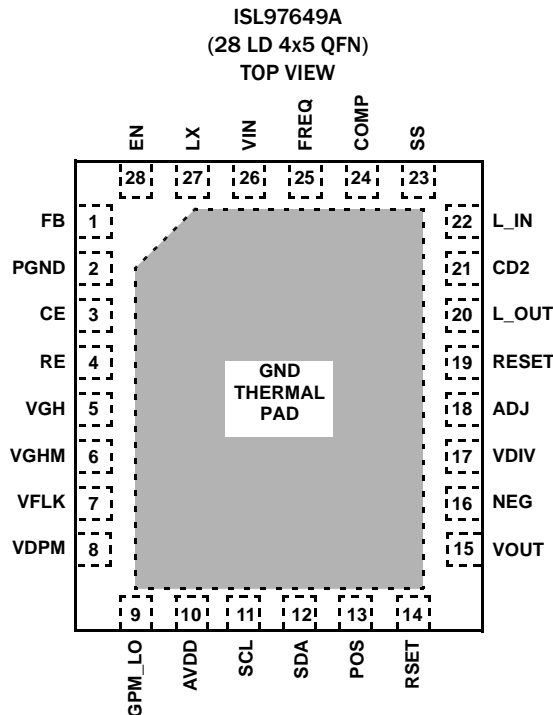 ISL97649A
(28 LD 4x5 QFN)
TOP VIEW
EN
LX
VIN
FREQ
COMP
SS
28
27
26
25
24
23
FB 1
PGND 2
CE 3
RE 4
VGH 5
VGHM 6
VFLK 7
VDPM 8
GND
THERMAL
PAD
22 L_IN
21 CD2
20 L_OUT
19 RESET
18 ADJ
17 VDIV
16 NEG
15 VOUT
9
10
11
12
13
14
GPM_LO
AVDD
SCL
SDA
POS
RSET